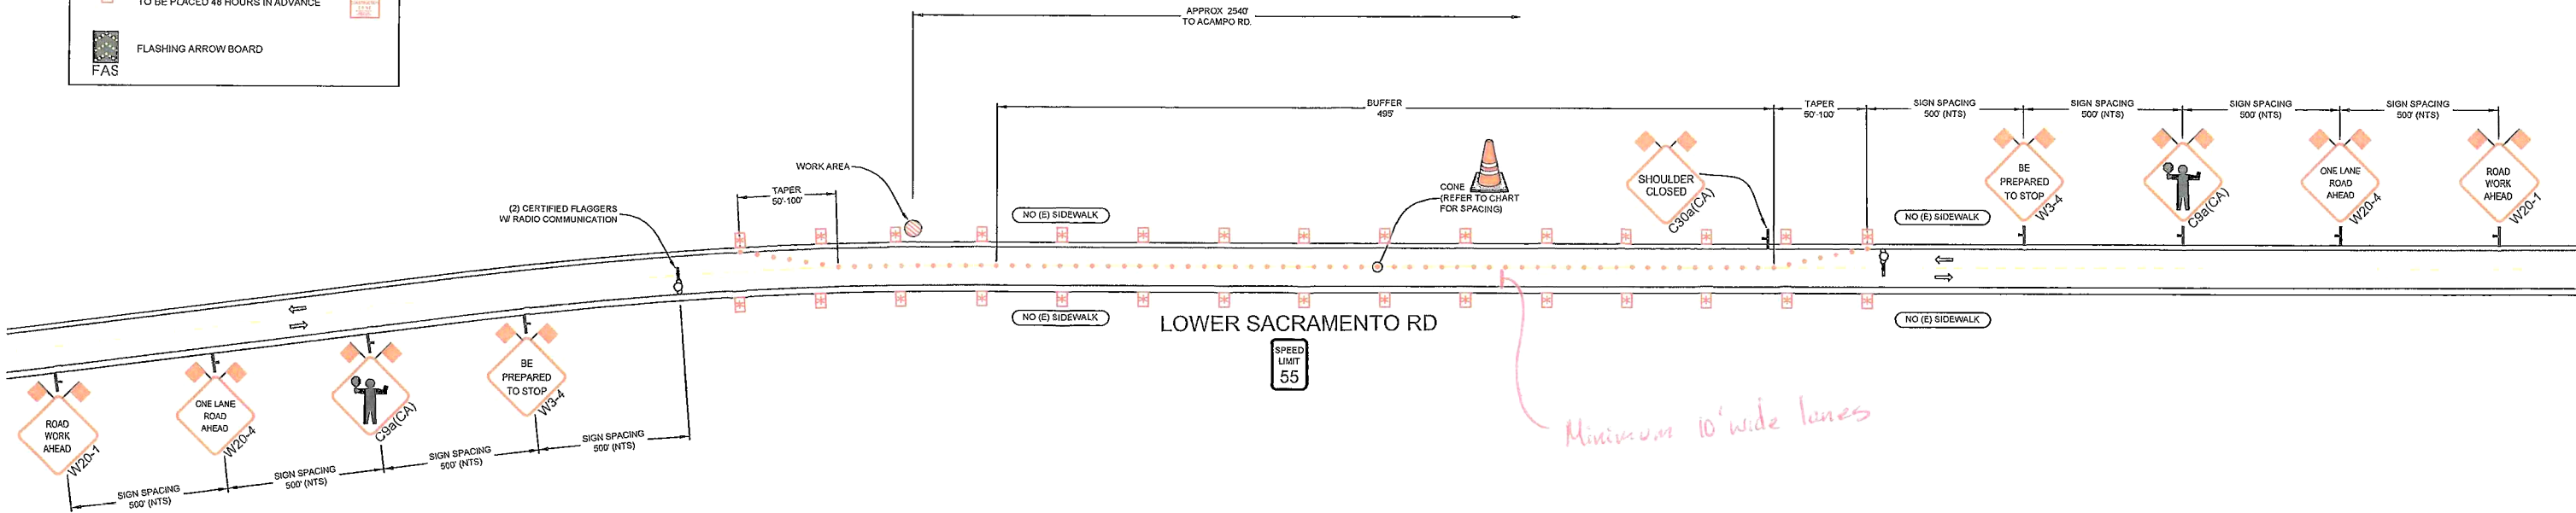 TO BE PLACED 48 HOURS IN ADVANCE
FLASHING ARROW BOARD
FAS
APPROX 2540'
TO ACAMPO RD.
BUFFER
495'
TAPER
50'-100'
SIGN SPACING
500' (NTS)
SIGN SPACING
500' (NTS)
SIGN SPACING
500' (NTS)
SIGN SPACING
500' (NTS)
WORK AREA
TAPER
50'-100'
(2) CERTIFIED FLAGGERS
W/ RADIO COMMUNICATION
NO (E) SIDEWALK
CONE
(REFER TO CHART
FOR SPACING)
SHOULDER
CLOSED
C30a(CA)
NO (E) SIDEWALK
BE
PREPARED
TO STOP
W3-4
C9a(CA)
ONE LANE
ROAD
AHEAD
W20-4
ROAD
WORK
AHEAD
W20-1
NO (E) SIDEWALK
LOWER SACRAMENTO RD
NO (E) SIDEWALK
SPEED
LIMIT
55
Minimum 10' wide lanes
ROAD
WORK
AHEAD
W20-1
ONE LANE
ROAD
AHEAD
W20-4
C9a(CA)
BE
PREPARED
TO STOP
W3-4
SIGN SPACING
500' (NTS)
SIGN SPACING
500' (NTS)
SIGN SPACING
500' (NTS)
SIGN SPACING
500' (NTS)